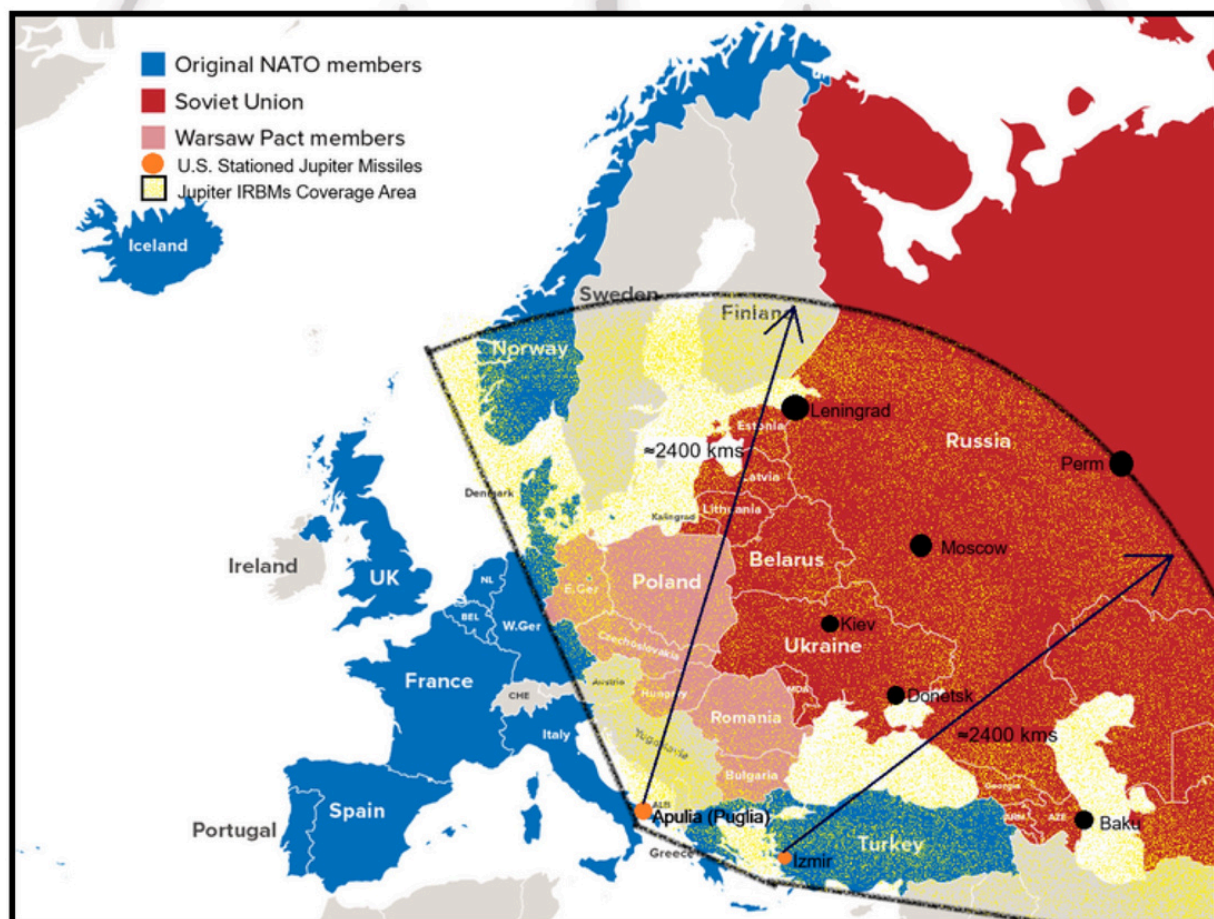 Original NATO members
Soviet Union
Warsaw Pact members
U.S. Stationed Jupiter Missiles
Jupiter IRBMs Coverage Area
Iceland
Sweden
Finland
Norway
Leningrad
Estonia
Russia
≈2400 kms
Perm
Latvia
Denmark
Lithuania
Kalingrad
Moscow
Ireland
UK
NL
Belarus
Poland
E.Ger
BEL
W.Ger
Kiev
Ukraine
Czechoslovakia
France
Austria
CHE
Hungary
MDA
Donetsk
Romania
Italy
Yugoslavia
≈2400 kms
Bulgaria
Georgia
ALB
Spain
Apulia (Puglia)
AZE
Baku
Portugal
Turkey
Greece
Izmir